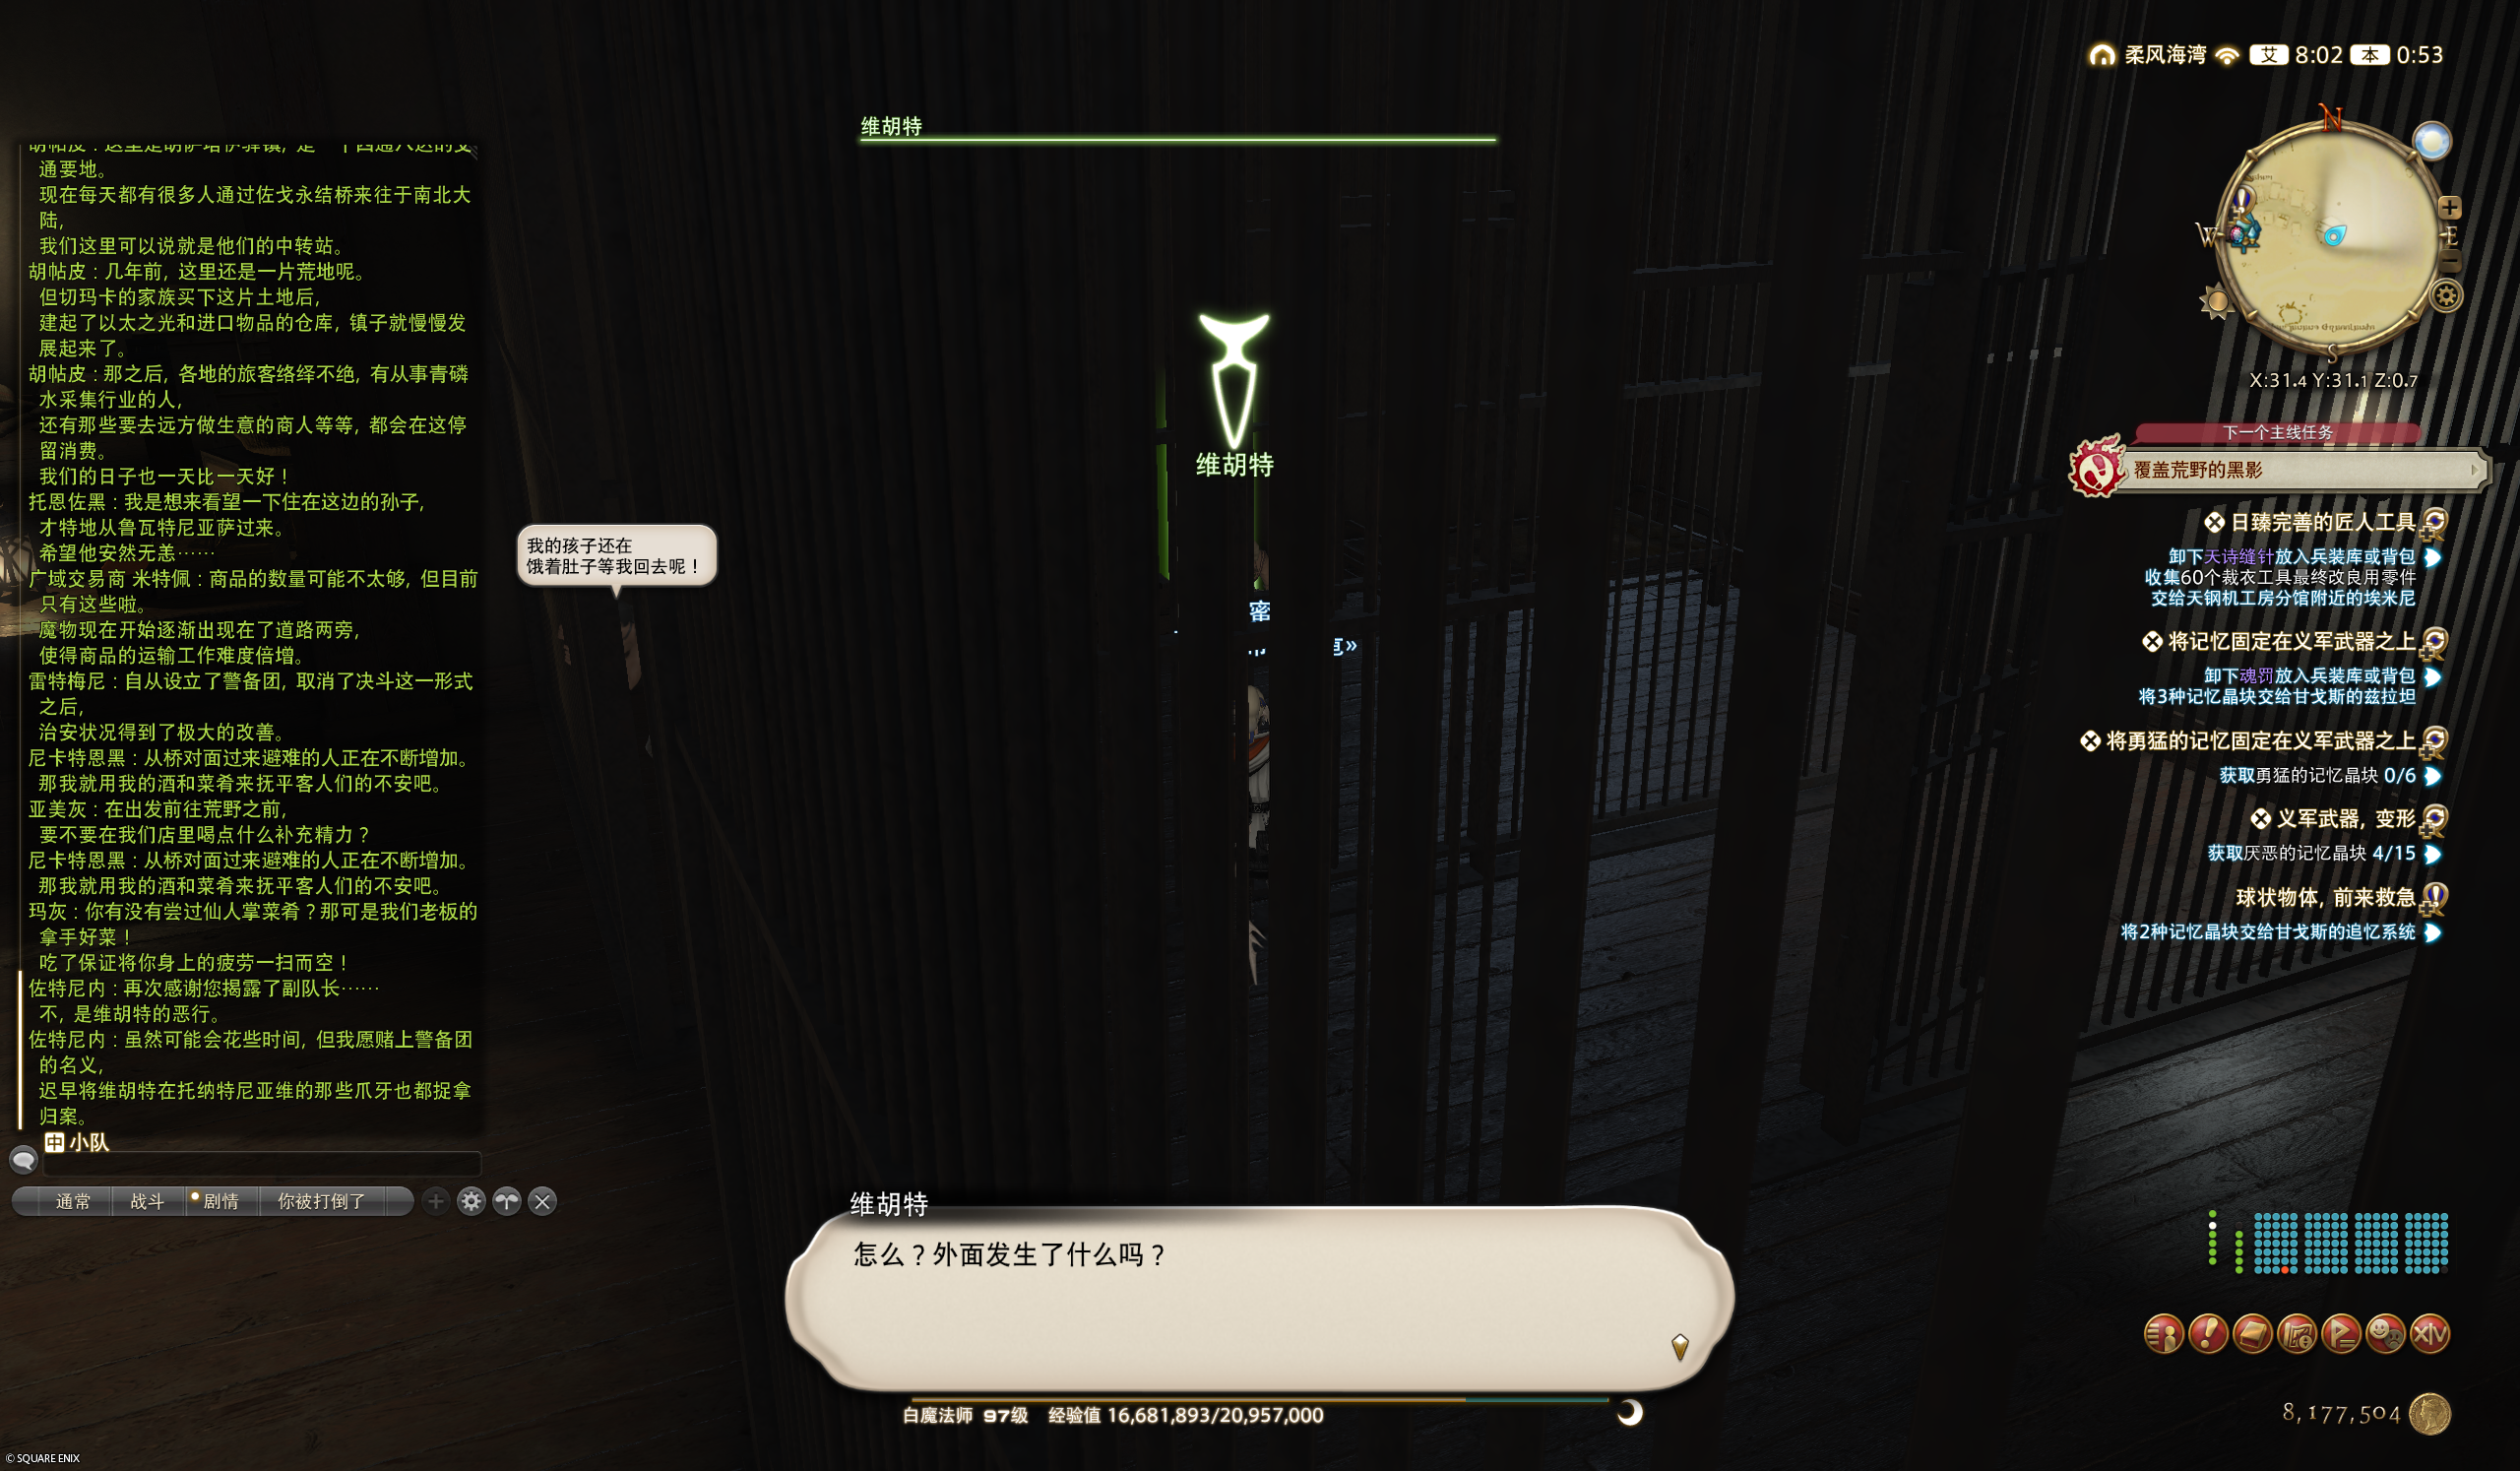 柔风海湾 艾 8:02 本 0:53
维胡特
通要地。
现在每天都有很多人通过佐戈永结桥来往于南北大
陆,
我们这里可以说就是他们的中转站。
胡帖皮:几年前, 这里还是一片荒地呢。
但切玛卡的家族买下这片土地后,
建起了以太之光和进口物品的仓库, 镇子就慢慢发
展起来了。
胡帖皮:那之后, 各地的旅客络绎不绝, 有从事青磷
水采集行业的人,
还有那些要去远方做生意的商人等等, 都会在这停
留消费。
我们的日子也一天比一天好!
托恩佐黑:我是想来看望一下住在这边的孙子,
才特地从鲁瓦特尼亚萨过来。
希望他安然无恙……
广域交易商 米特佩:商品的数量可能不太够, 但目前
只有这些啦。
魔物现在开始逐渐出现在了道路两旁,
使得商品的运输工作难度倍增。
雷特梅尼:自从设立了警备团, 取消了决斗这一形式
之后,
治安状况得到了极大的改善。
尼卡特恩黑:从桥对面过来避难的人正在不断增加。
那我就用我的酒和菜肴来抚平客人们的不安吧。
亚美灰:在出发前往荒野之前,
要不要在我们店里喝点什么补充精力?
尼卡特恩黑:从桥对面过来避难的人正在不断增加。
那我就用我的酒和菜肴来抚平客人们的不安吧。
玛灰:你有没有尝过仙人掌菜肴?那可是我们老板的
拿手好菜!
吃了保证将你身上的疲劳一扫而空!
佐特尼内:再次感谢您揭露了副队长……
不, 是维胡特的恶行。
佐特尼内:虽然可能会花些时间, 但我愿赌上警备团
的名义,
迟早将维胡特在托纳特尼亚维的那些爪牙也都捉拿
归案。
中 小队
通常 战斗 剧情 你被打倒了
维胡特
我的孩子还在
饿着肚子等我回去呢!
密
»
N
W
E
S
X:31.4 Y:31.1 Z:0.7
下一个主线任务
覆盖荒野的黑影
日臻完善的匠人工具
卸下天诗缝针放入兵装库或背包
收集60个裁衣工具最终改良用零件
交给天钢机工房分馆附近的埃米尼
将记忆固定在义军武器之上
卸下魂罚放入兵装库或背包
将3种记忆晶块交给甘戈斯的兹拉坦
将勇猛的记忆固定在义军武器之上
获取勇猛的记忆晶块 0/6
义军武器, 变形
获取厌恶的记忆晶块 4/15
球状物体, 前来救急
将2种记忆晶块交给甘戈斯的追忆系统
维胡特
怎么?外面发生了什么吗?
白魔法师 97级 经验值 16,681,893/20,957,000
XIV
8,177,504
© SQUARE ENIX